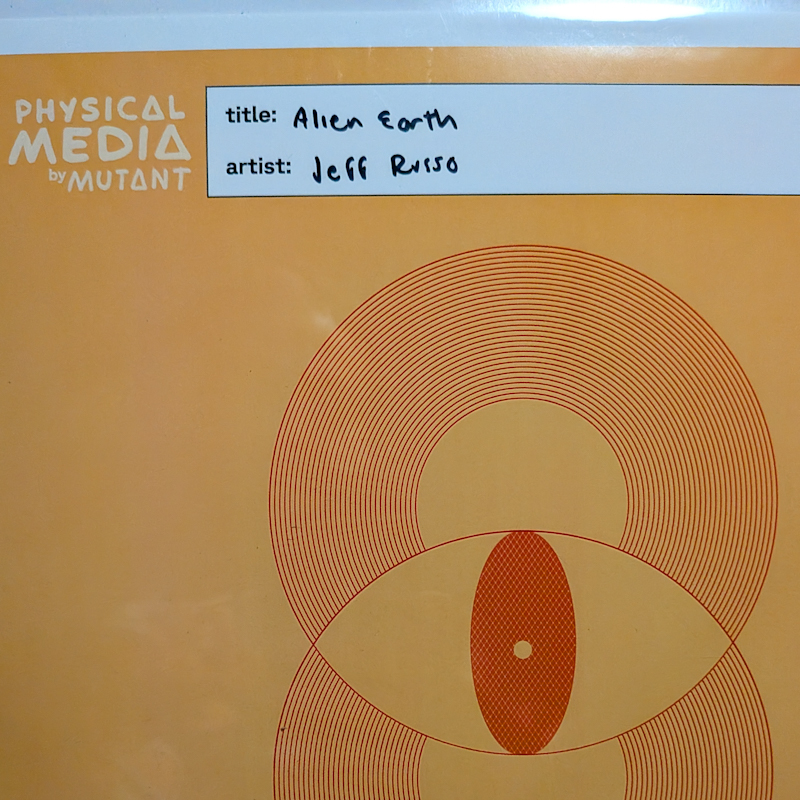 PHYSICAL
MEDIA
by MUTANT
title: Alien Earth
artist: Jeff Russo